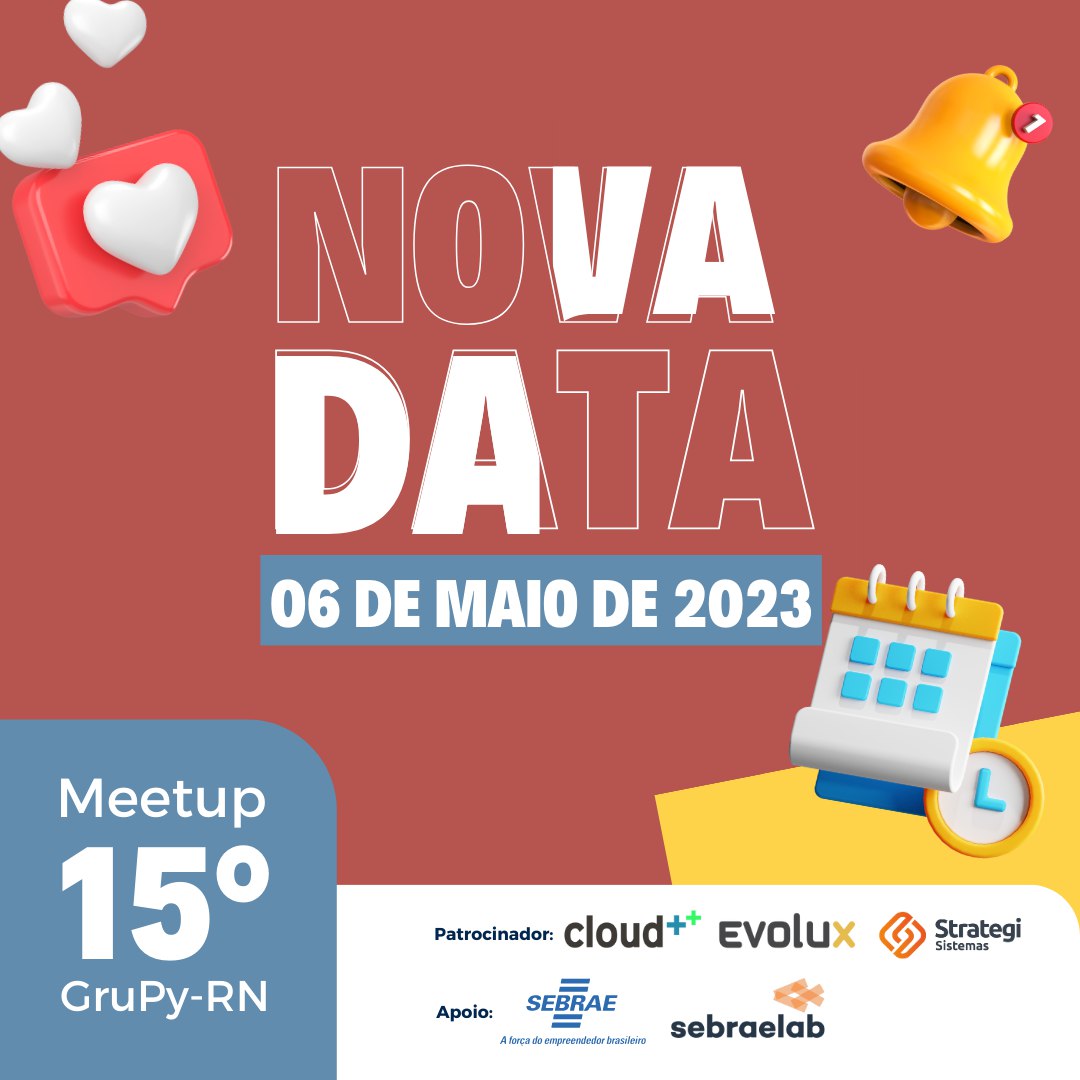 1
NOVA
DATA
06 DE MAIO DE 2023
Meetup
15º
GruPy-RN
Patrocinador: cloud++ EVOLUX Strategi Sistemas
Apoio: SEBRAE sebraelab
A força do empreendedor brasileiro